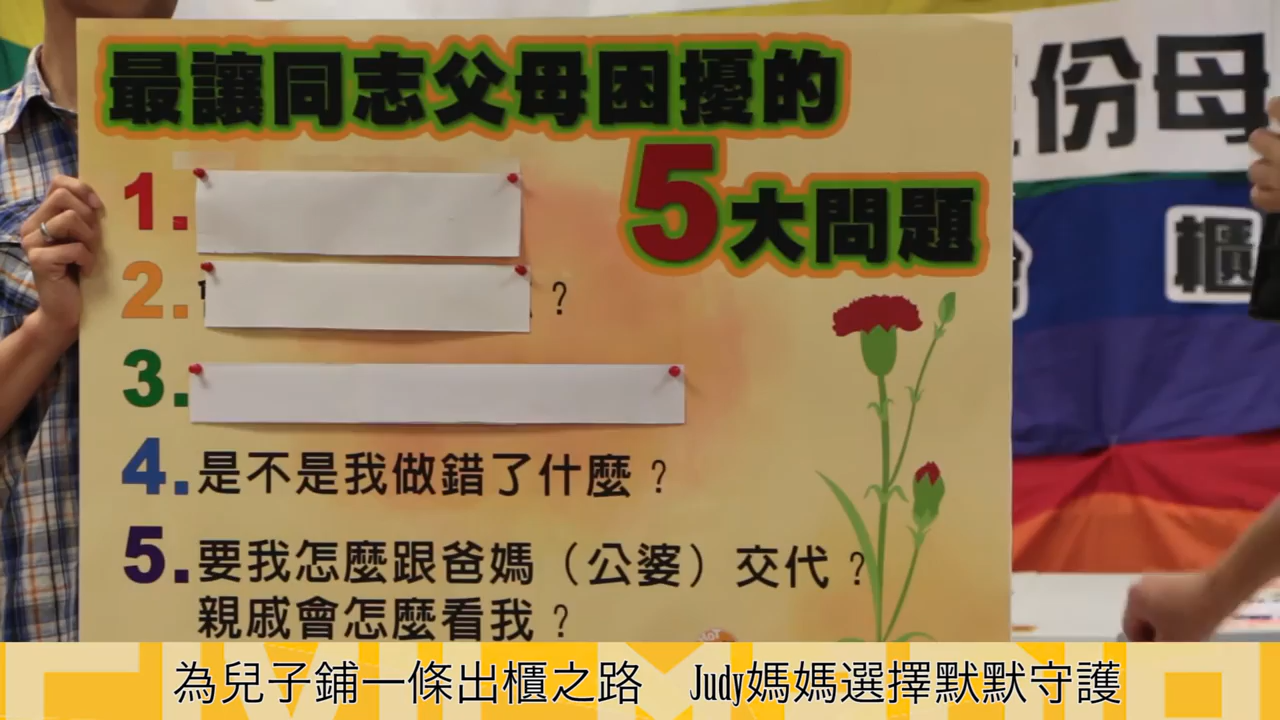 最讓同志父母困擾的
5大問題
份母
櫃
1.
2. ?
3.
4.是不是我做錯了什麼?
5.要我怎麼跟爸媽(公婆)交代?
親戚會怎麼看我?
為兒子鋪一條出櫃之路 Judy媽媽選擇默默守護